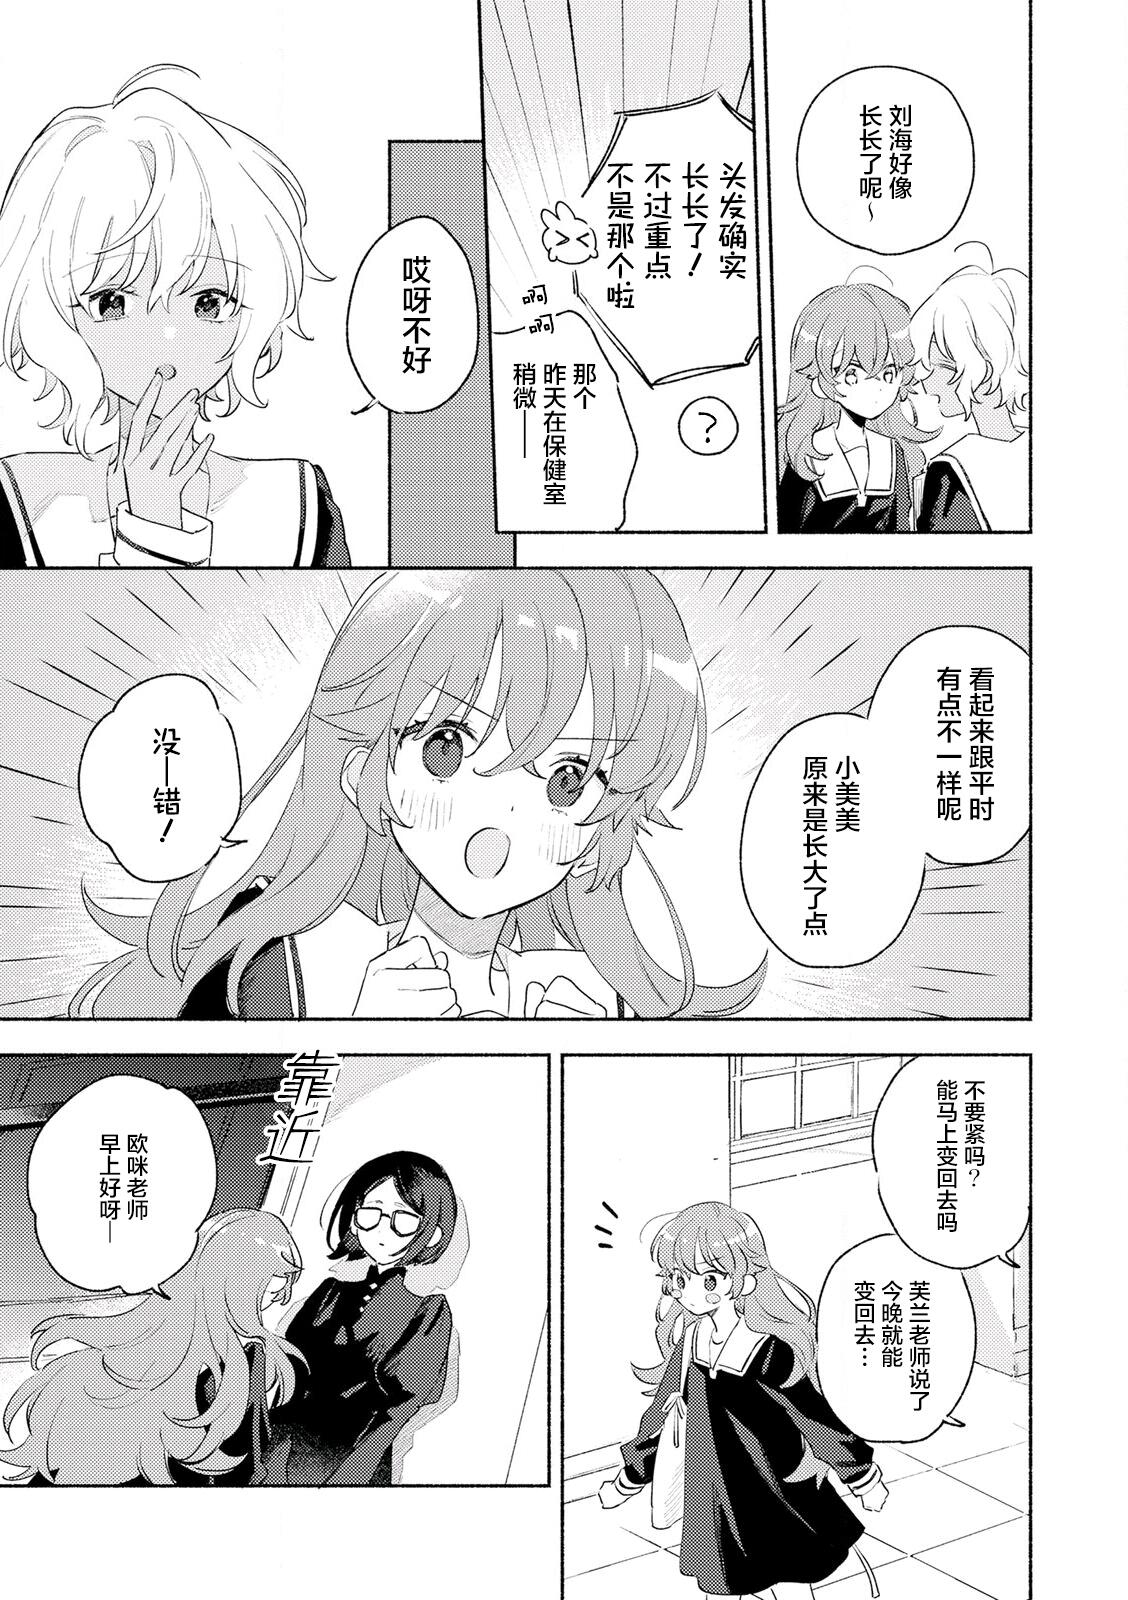 刘海好像
长长了呢~
头发确实
长长了!
不过重点
不是那个啦
?
啊
啊
那个
昨天在保健室
稍微——
哎呀不好
看起来跟平时
有点不一样呢
小美美
原来是长大了点
没—错!
不要紧吗?
能马上变回去吗
芙兰老师说了
今晚就能
变回去…
靠近
欧咪老师
早上好呀—